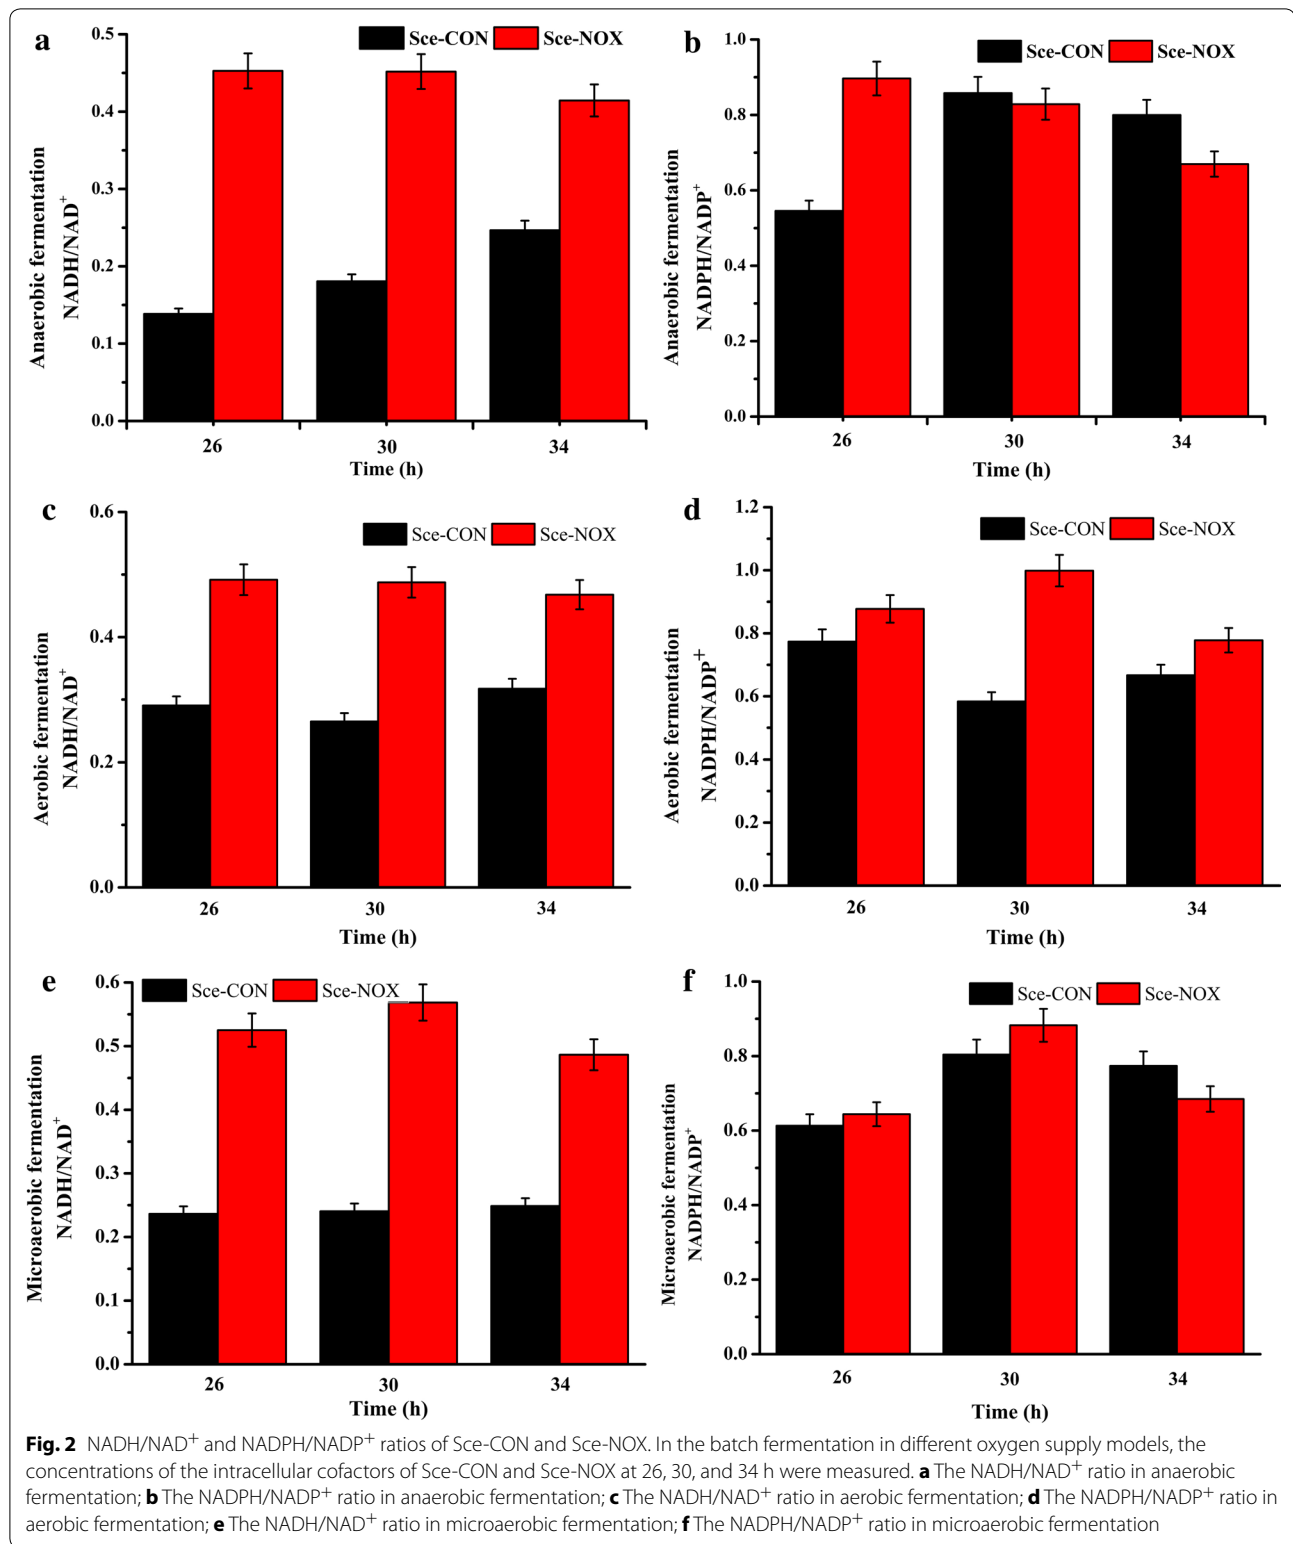 a
Sce-CON Sce-NOX
0.5
0.4
0.3
0.2
0.1
0.0
Anaerobic fermentation
NADH/NAD+
26 30 34
Time (h)
b
Sce-CON Sce-NOX
1.0
0.8
0.6
0.4
0.2
0.0
Anaerobic fermentation
NADPH/NADP+
26 30 34
Time (h)
c
Sce-CON Sce-NOX
0.6
0.4
0.2
0.0
Aerobic fermentation
NADH/NAD+
26 30 34
Time (h)
d
Sce-CON Sce-NOX
1.2
1.0
0.8
0.6
0.4
0.2
0.0
Aerobic fermentation
NADPH/NADP+
26 30 34
Time (h)
e
Sce-CON Sce-NOX
0.6
0.5
0.4
0.3
0.2
0.1
0.0
Microaerobic fermentation
NADH/NAD+
26 30 34
Time (h)
f
Sce-CON Sce-NOX
1.0
0.8
0.6
0.4
0.2
0.0
Microaerobic fermentation
NADPH/NADP+
26 30 34
Time (h)
Fig. 2 NADH/NAD+ and NADPH/NADP+ ratios of Sce-CON and Sce-NOX. In the batch fermentation in different oxygen supply models, the
concentrations of the intracellular cofactors of Sce-CON and Sce-NOX at 26, 30, and 34 h were measured. a The NADH/NAD+ ratio in anaerobic
fermentation; b The NADPH/NADP+ ratio in anaerobic fermentation; c The NADH/NAD+ ratio in aerobic fermentation; d The NADPH/NADP+ ratio in
aerobic fermentation; e The NADH/NAD+ ratio in microaerobic fermentation; f The NADPH/NADP+ ratio in microaerobic fermentation